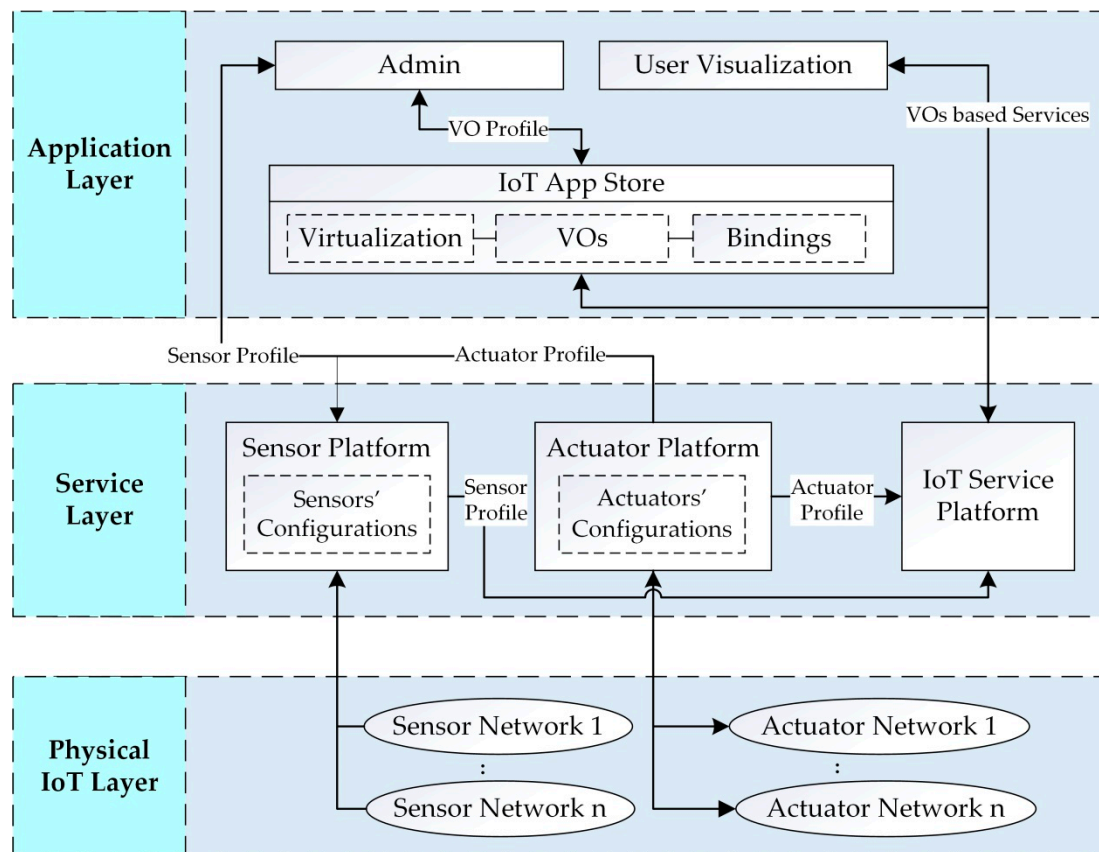 Admin
User Visualization
VO Profile
VOs based Services
Application
Layer
IoT App Store
Virtualization
VOs
Bindings
Sensor Profile
Actuator Profile
Service
Layer
Sensor Platform
Sensors’
Configurations
Sensor
Profile
Actuator Platform
Actuators’
Configurations
Actuator
Profile
IoT Service
Platform
Physical
IoT Layer
Sensor Network 1
:
Sensor Network n
Actuator Network 1
:
Actuator Network n